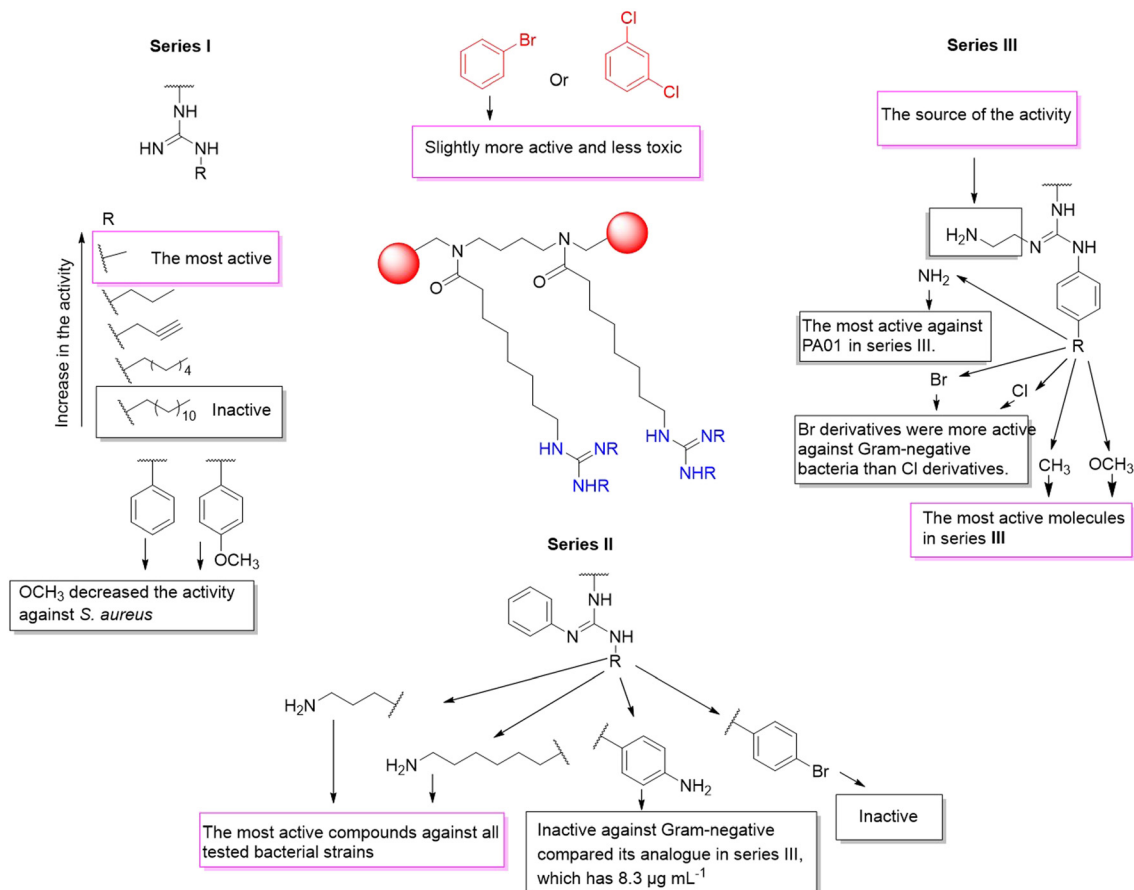 Series I
NH
HN
NH
R
Br
Or
Cl
Cl
Slightly more active and less toxic
Series III
The source of the activity
NH
H2N
N
NH
R
Increase in the activity
R
The most active
4
10
Inactive
OCH3
OCH3 decreased the activity
against S. aureus
N
N
O
O
HN
NR
NHR
HN
NR
NHR
NH2
The most active against
PA01 in series III.
Br
Cl
Br derivatives were more active
against Gram-negative
bacteria than Cl derivatives.
CH3
OCH3
The most active molecules
in series III
Series II
NH
N
NH
R
H2N
H2N
NH2
Br
The most active compounds against all
tested bacterial strains
Inactive against Gram-negative
compared its analogue in series III,
which has 8.3 µg mL-1
Inactive